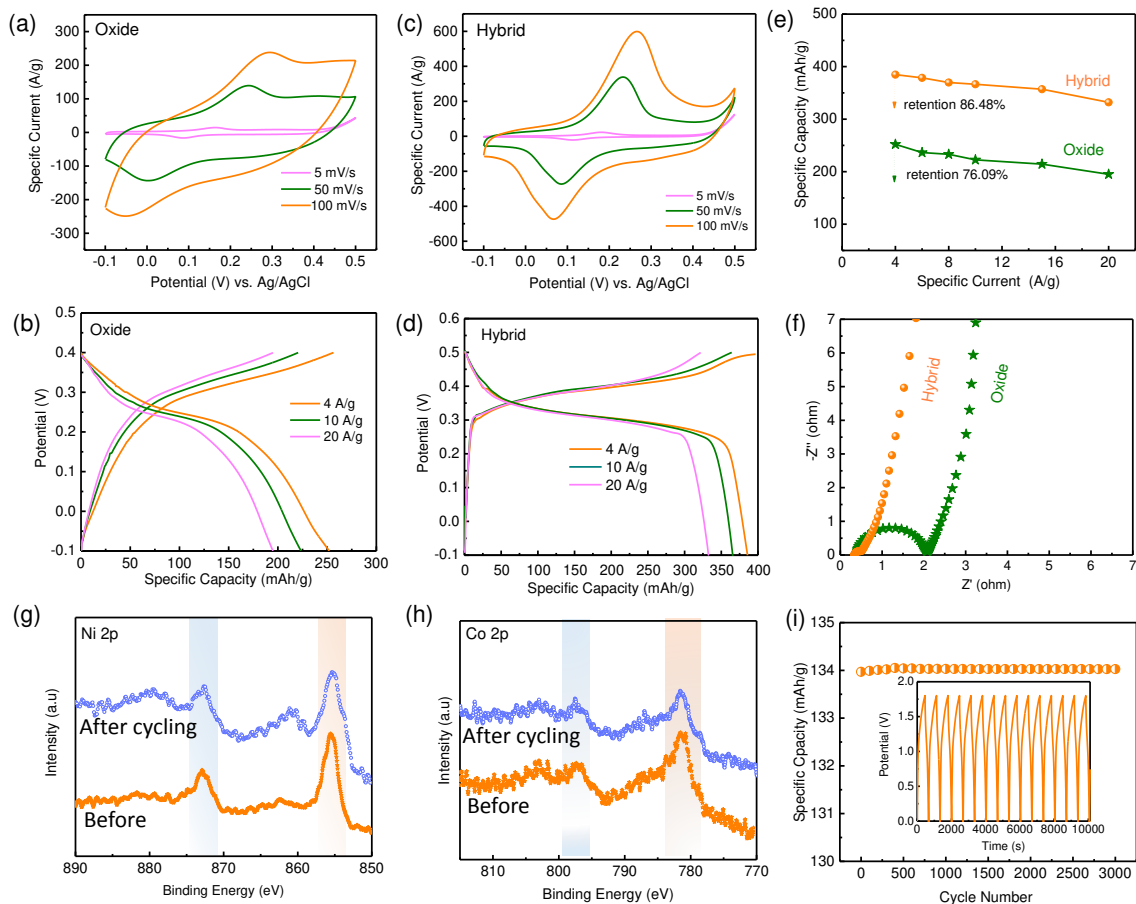 (a)
Oxide
300
200
100
0
-100
-200
-300
Specific Current (A/g)
5 mV/s
50 mV/s
100 mV/s
-0.1 0.0 0.1 0.2 0.3 0.4 0.5
Potential (V) vs. Ag/AgCl
(c)
Hybrid
600
400
200
0
-200
-400
-600
Specific Current (A/g)
5 mV/s
50 mV/s
100 mV/s
-0.1 0.0 0.1 0.2 0.3 0.4 0.5
Potential (V) vs. Ag/AgCl
(e)
500
400
300
200
100
Specific Capacity (mAh/g)
Hybrid
retention 86.48%
Oxide
retention 76.09%
0 4 8 12 16 20
Specific Current (A/g)
(b)
Oxide
0.5
0.4
0.3
0.2
0.1
0.0
-0.1
Potential (V)
4 A/g
10 A/g
20 A/g
0 50 100 150 200 250 300
Specific Capacity (mAh/g)
(d)
Hybrid
0.6
0.5
0.4
0.3
0.2
0.1
0.0
-0.1
Potential (V)
4 A/g
10 A/g
20 A/g
0 50 100 150 200 250 300 350 400
Specific Capacity (mAh/g)
(f)
7
6
5
4
3
2
1
0
-Z'' (ohm)
Hybrid
Oxide
0 1 2 3 4 5 6 7
Z' (ohm)
(g)
Ni 2p
Intensity (a.u)
After cycling
Before
890 880 870 860 850
Binding Energy (eV)
(h)
Co 2p
Intensity (a.u)
After cycling
Before
810 800 790 780 770
Binding Energy (eV)
(i)
135
134
133
132
131
130
Specific Cpacity (mAh/g)
2.0
1.5
1.0
0.5
0.0
Potential (V)
0 2000 4000 6000 8000 10000
Time (s)
0 500 1000 1500 2000 2500 3000
Cycle Number